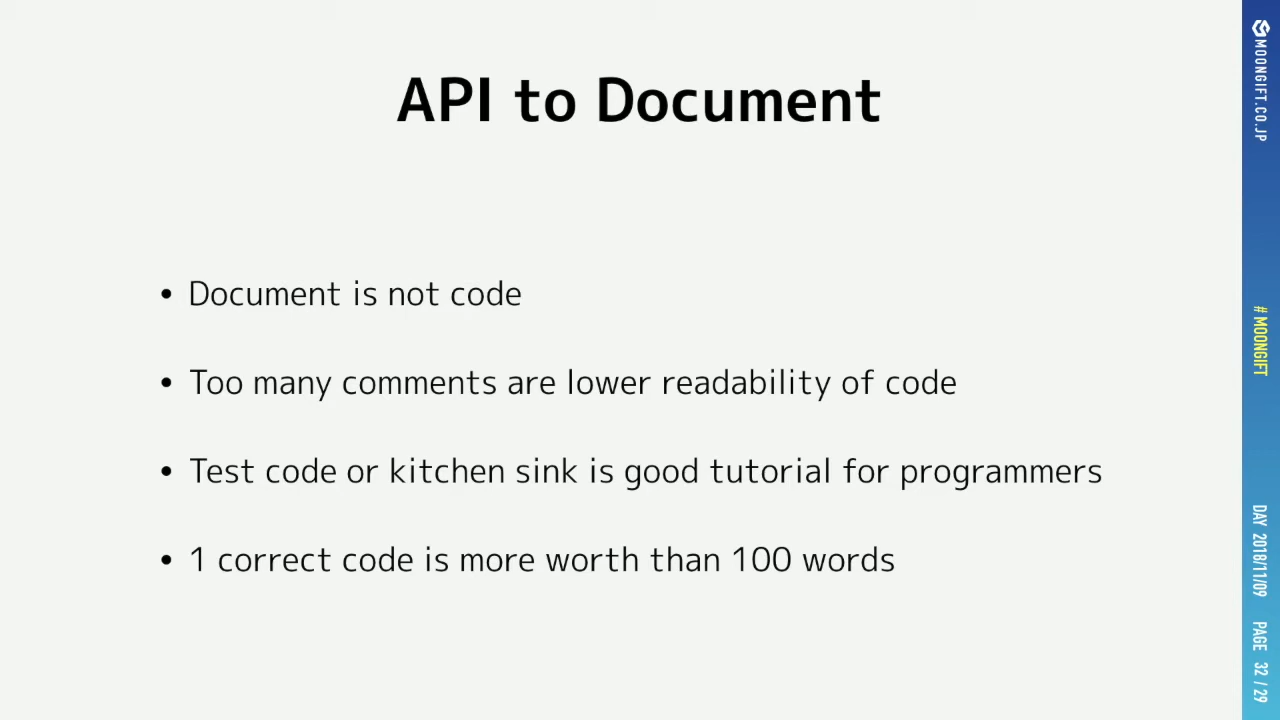 API to Document
• Document is not code
• Too many comments are lower readability of code
• Test code or kitchen sink is good tutorial for programmers
• 1 correct code is more worth than 100 words
MOONGIFT.CO.JP
# MOONGIFT
DAY 2018/11/09 PAGE 32 / 29